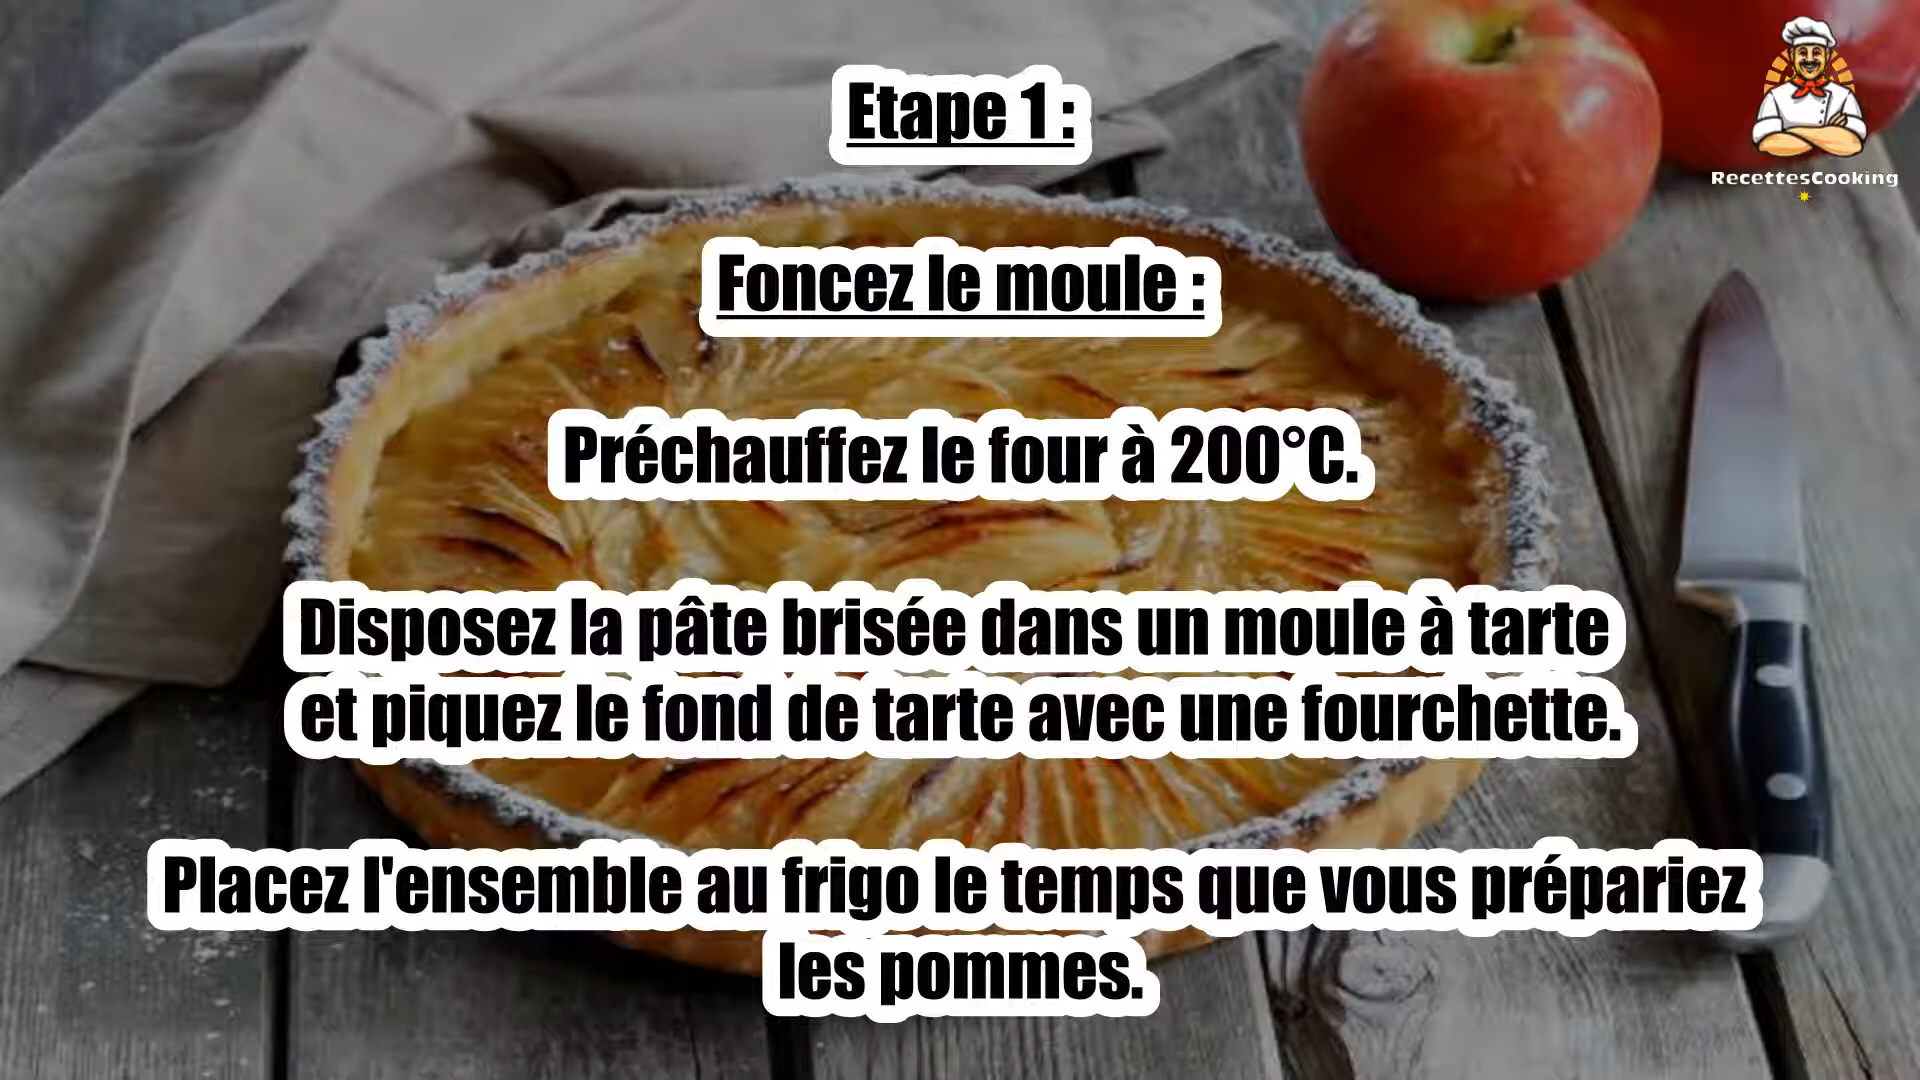 Etape 1 :
RecettesCooking
Foncez le moule :
Préchauffez le four à 200°C.
Disposez la pâte brisée dans un moule à tarte
et piquez le fond de tarte avec une fourchette.
Placez l'ensemble au frigo le temps que vous prépariez
les pommes.